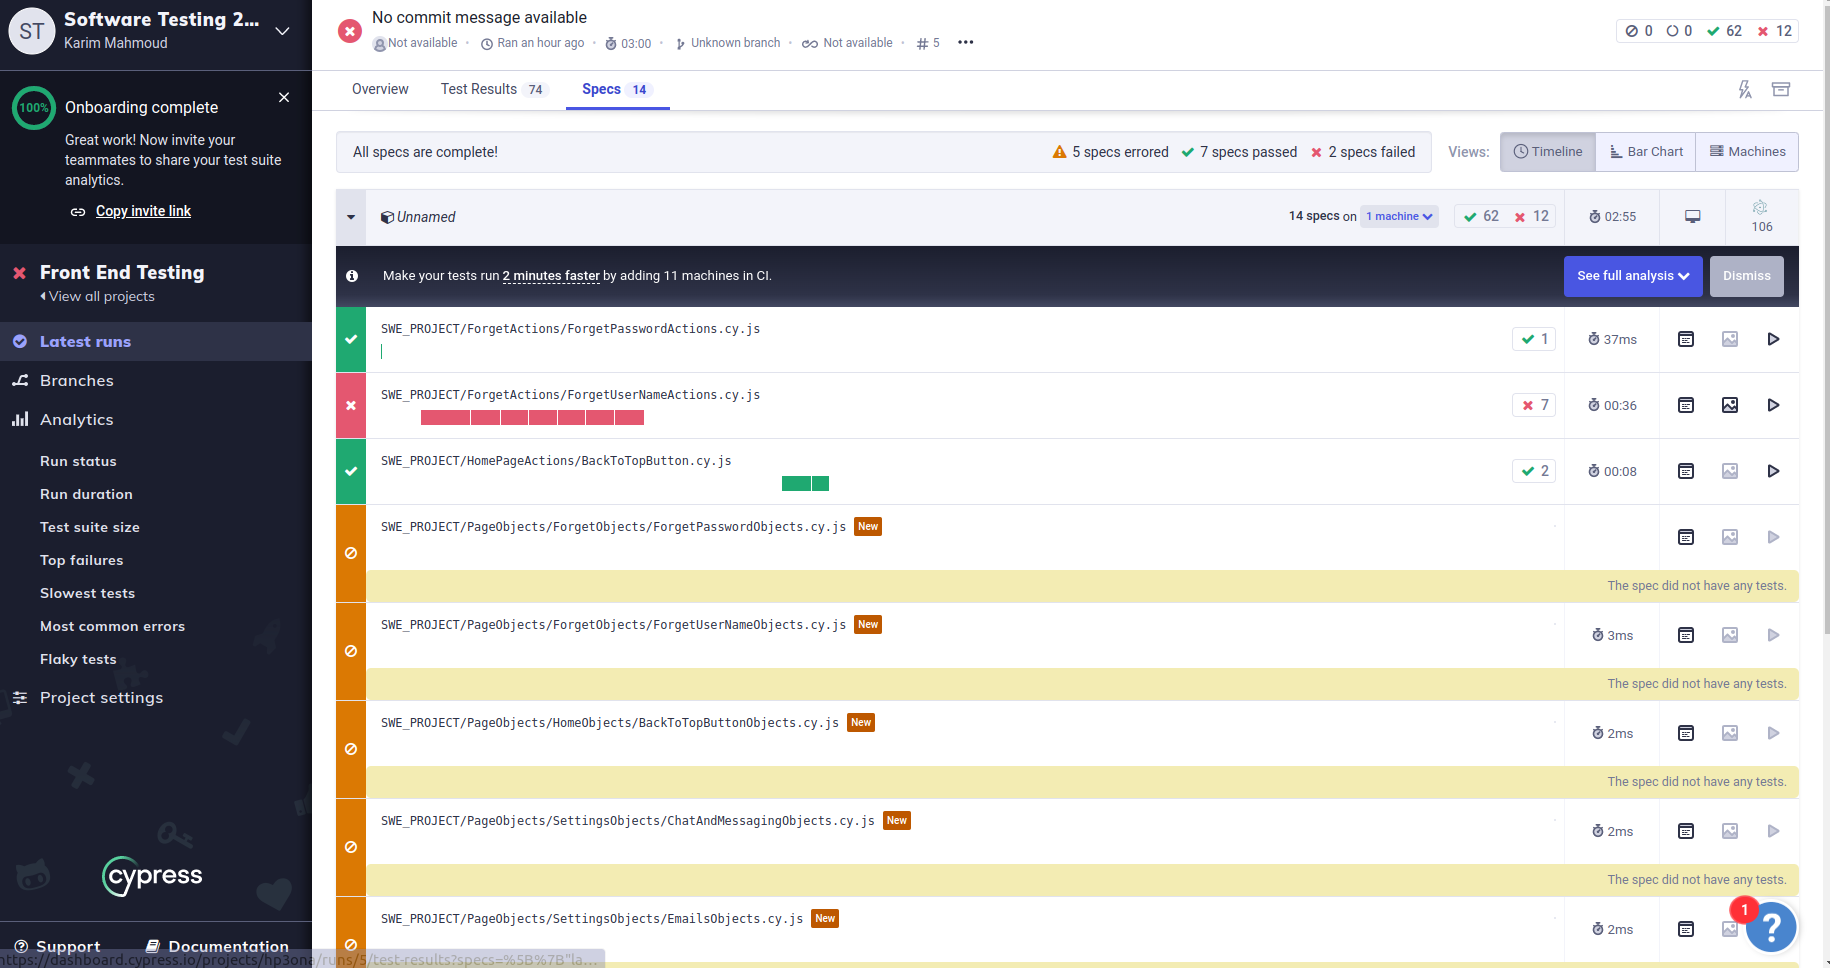 ST
Software Testing 2...
Karim Mahmoud
100%
Onboarding complete
Great work! Now invite your
teammates to share your test suite
analytics.
Copy invite link
Front End Testing
View all projects
Latest runs
Branches
Analytics
Run status
Run duration
Test suite size
Top failures
Slowest tests
Most common errors
Flaky tests
Project settings
cypress
Support
Documentation
https://dashboard.cypress.io/projects/hp3ona/runs/5/test-results?specs=%5B%7B"la...
No commit message available
Not available · Ran an hour ago · 03:00 · Unknown branch · Not available · # 5 •••
0 0 62 12
Overview Test Results 74 Specs 14
All specs are complete! 5 specs errored 7 specs passed 2 specs failed
Views: Timeline Bar Chart Machines
Unnamed 14 specs on 1 machine 62 12 02:55 106
Make your tests run 2 minutes faster by adding 11 machines in CI. See full analysis Dismiss
SWE_PROJECT/ForgetActions/ForgetPasswordActions.cy.js 1 37ms
SWE_PROJECT/ForgetActions/ForgetUserNameActions.cy.js 7 00:36
SWE_PROJECT/HomePageActions/BackToTopButton.cy.js 2 00:08
SWE_PROJECT/PageObjects/ForgetObjects/ForgetPasswordObjects.cy.js New
The spec did not have any tests.
SWE_PROJECT/PageObjects/ForgetObjects/ForgetUserNameObjects.cy.js New 3ms
The spec did not have any tests.
SWE_PROJECT/PageObjects/HomeObjects/BackToTopButtonObjects.cy.js New 2ms
The spec did not have any tests.
SWE_PROJECT/PageObjects/SettingsObjects/ChatAndMessagingObjects.cy.js New 2ms
The spec did not have any tests.
SWE_PROJECT/PageObjects/SettingsObjects/EmailsObjects.cy.js New 2ms
1
?